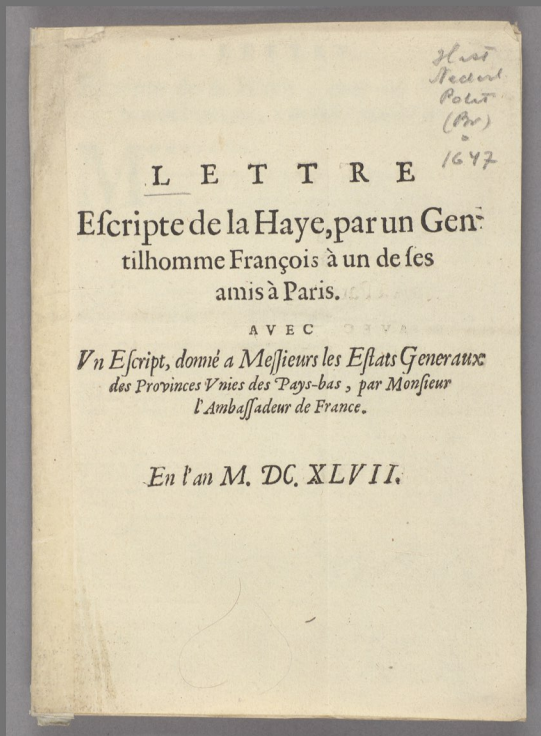 Hist
Nederl
Polit
(Br)
1647
LETTRE
Eſcripte de la Haye, par un Gen-
tilhomme François à un de ſes
amis à Paris.
AVEC
Vn Eſcript, donné a Meſſieurs les Eſtats Generaux
des Provinces Vnies des Pays-bas, par Monſieur
l'Ambaſſadeur de France.
En l'an M. DC. XLVII.